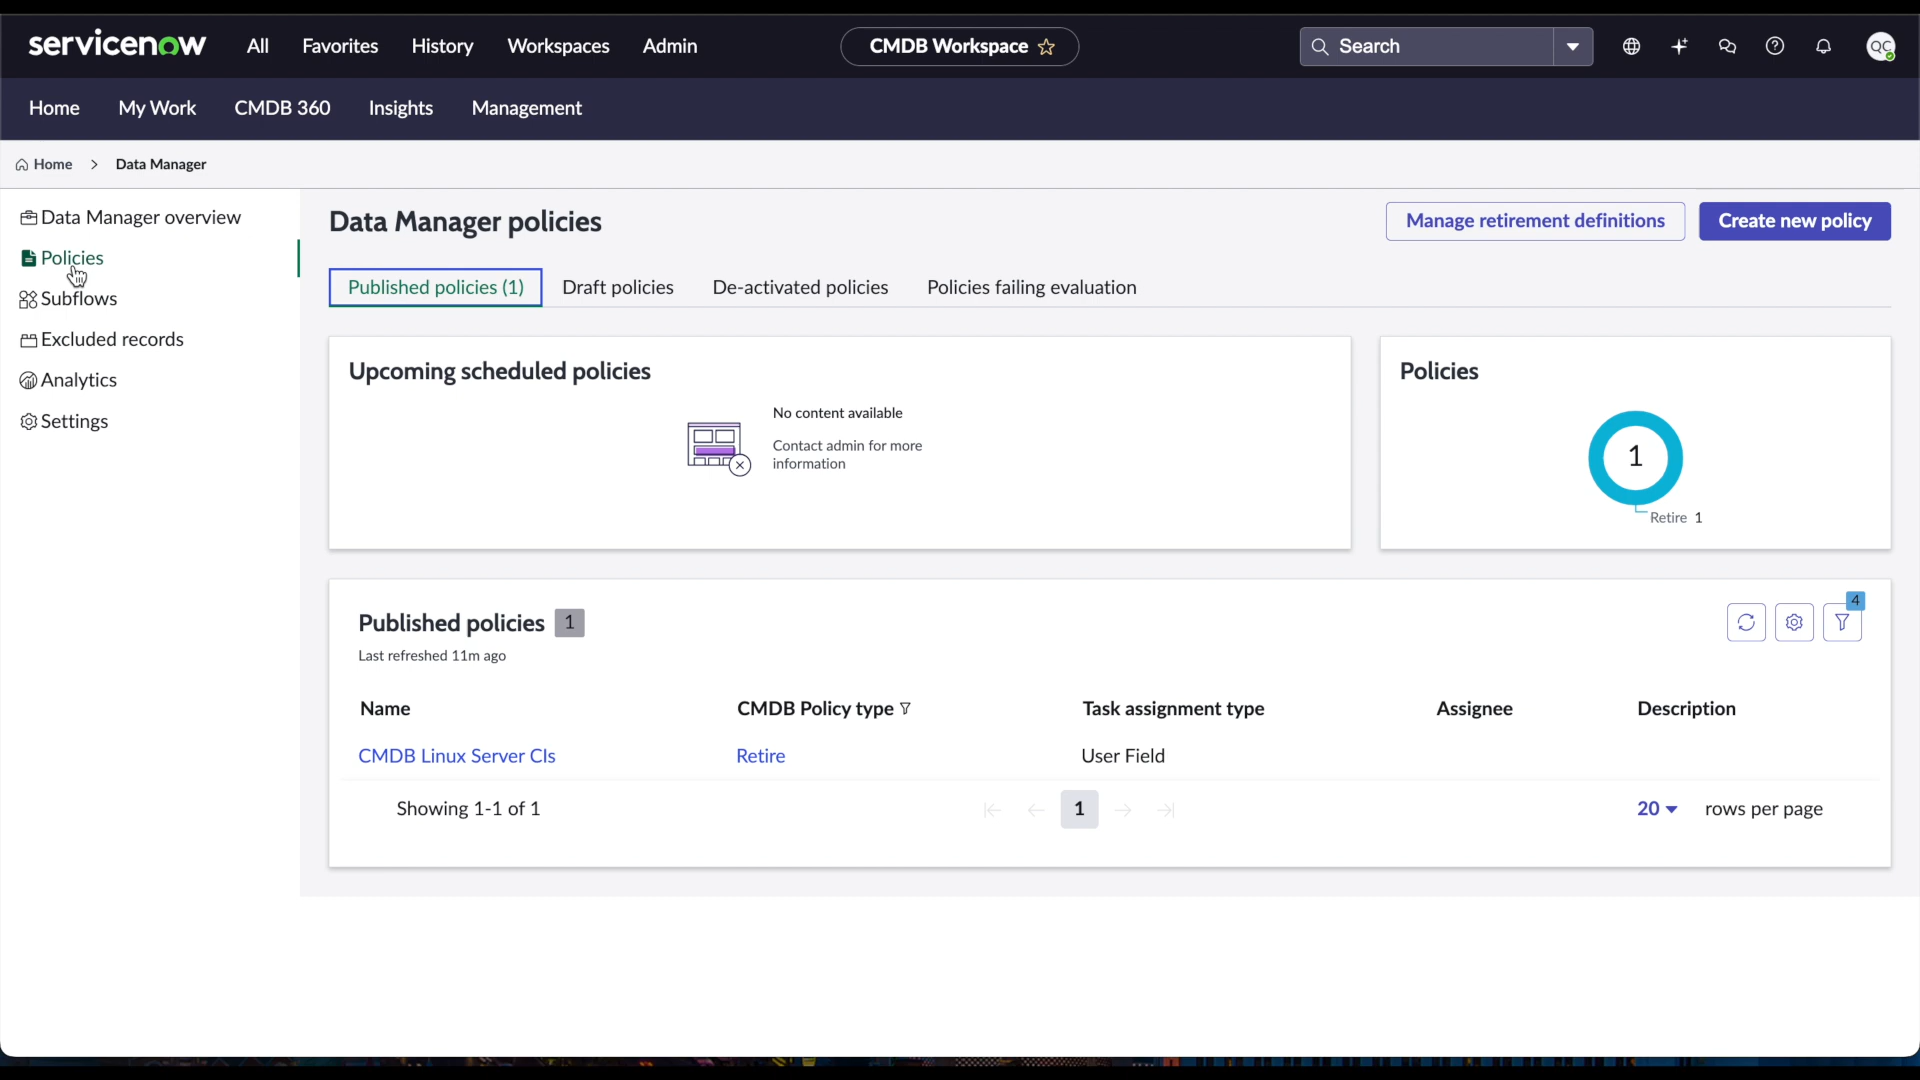 servicenow All Favorites History Workspaces Admin CMDB Workspace Search QC
Home My Work CMDB 360 Insights Management
Home > Data Manager
Data Manager overview
Policies
Subflows
Excluded records
Analytics
Settings
Data Manager policies Manage retirement definitions Create new policy
Published policies (1) Draft policies De-activated policies Policies failing evaluation
Upcoming scheduled policies
No content available
Contact admin for more
information
Policies
1
Retire 1
Published policies 1 4
Last refreshed 11m ago
Name CMDB Policy type Task assignment type Assignee Description
CMDB Linux Server CIs Retire User Field
Showing 1-1 of 1 1 20 rows per page